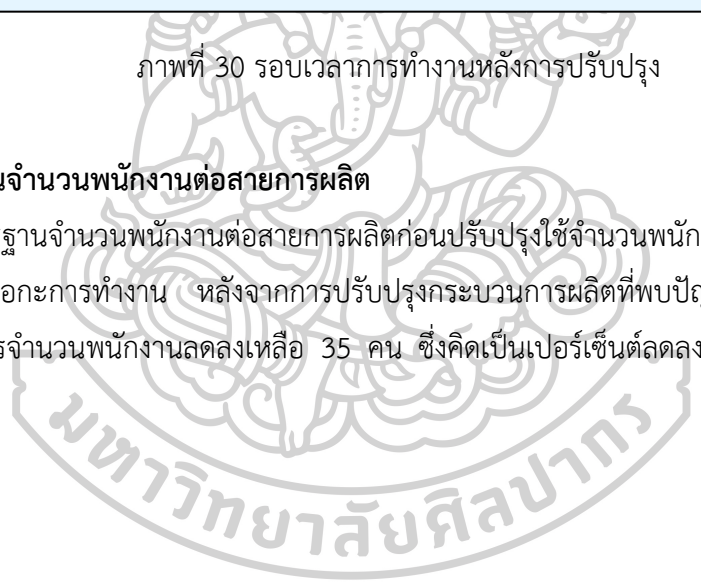 ภาพที่ 30 รอบเวลาการทำงานหลังการปรับปรุง
นจำนวนพนักงานต่อสายการผลิต
ฐานจำนวนพนักงานต่อสายการผลิตก่อนปรับปรุงใช้จำนวนพนัก
อกะการทำงาน หลังจากการปรับปรุงกระบวนการผลิตที่พบปัญ
รจำนวนพนักงานลดลงเหลือ 35 คน ซึ่งคิดเป็นเปอร์เซ็นต์ลดลง
มหาวิทยาลัยศิลปากร